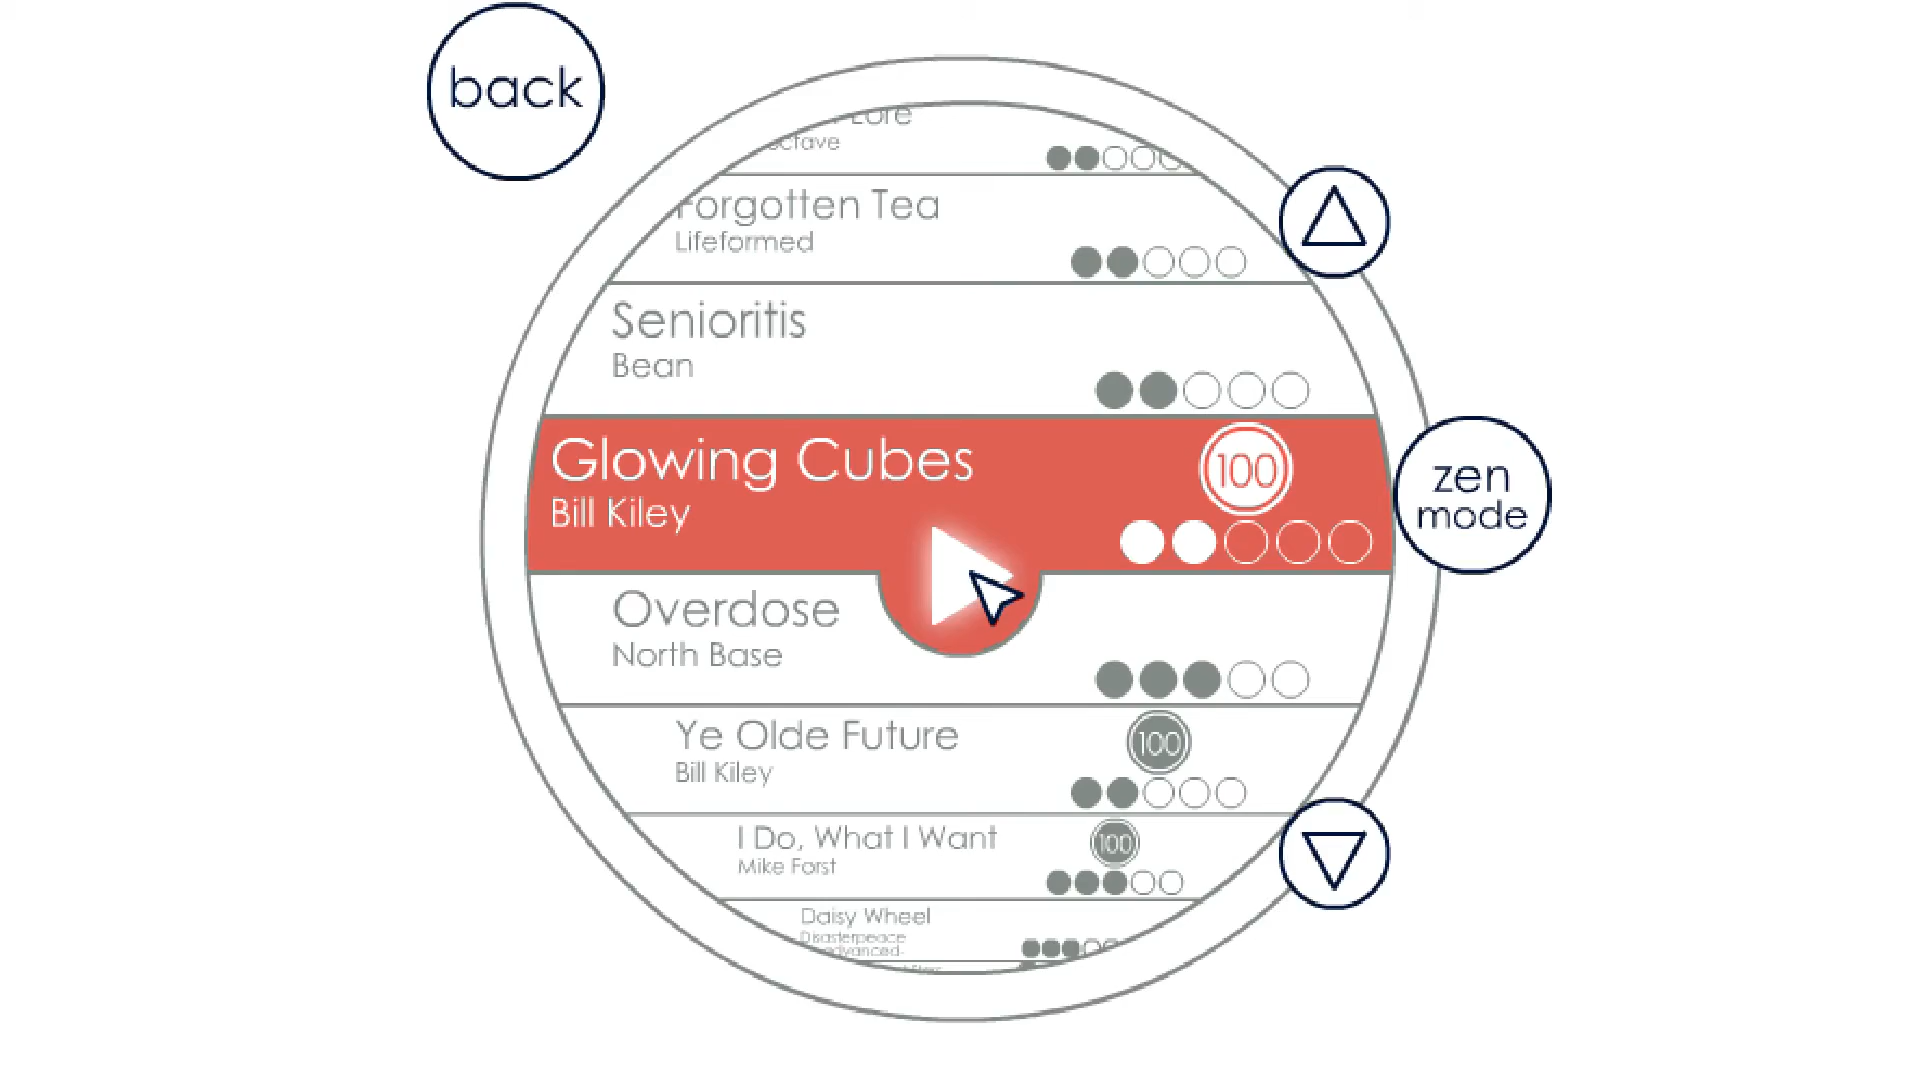 back
Forgotten Tea
Lifeformed
Senioritis
Bean
Glowing Cubes
100
Bill Kiley
zen
mode
Overdose
North Base
Ye Olde Future
100
Bill Kiley
I Do, What I Want
100
Mike Forst
Daisy Wheel
Disasterpeace